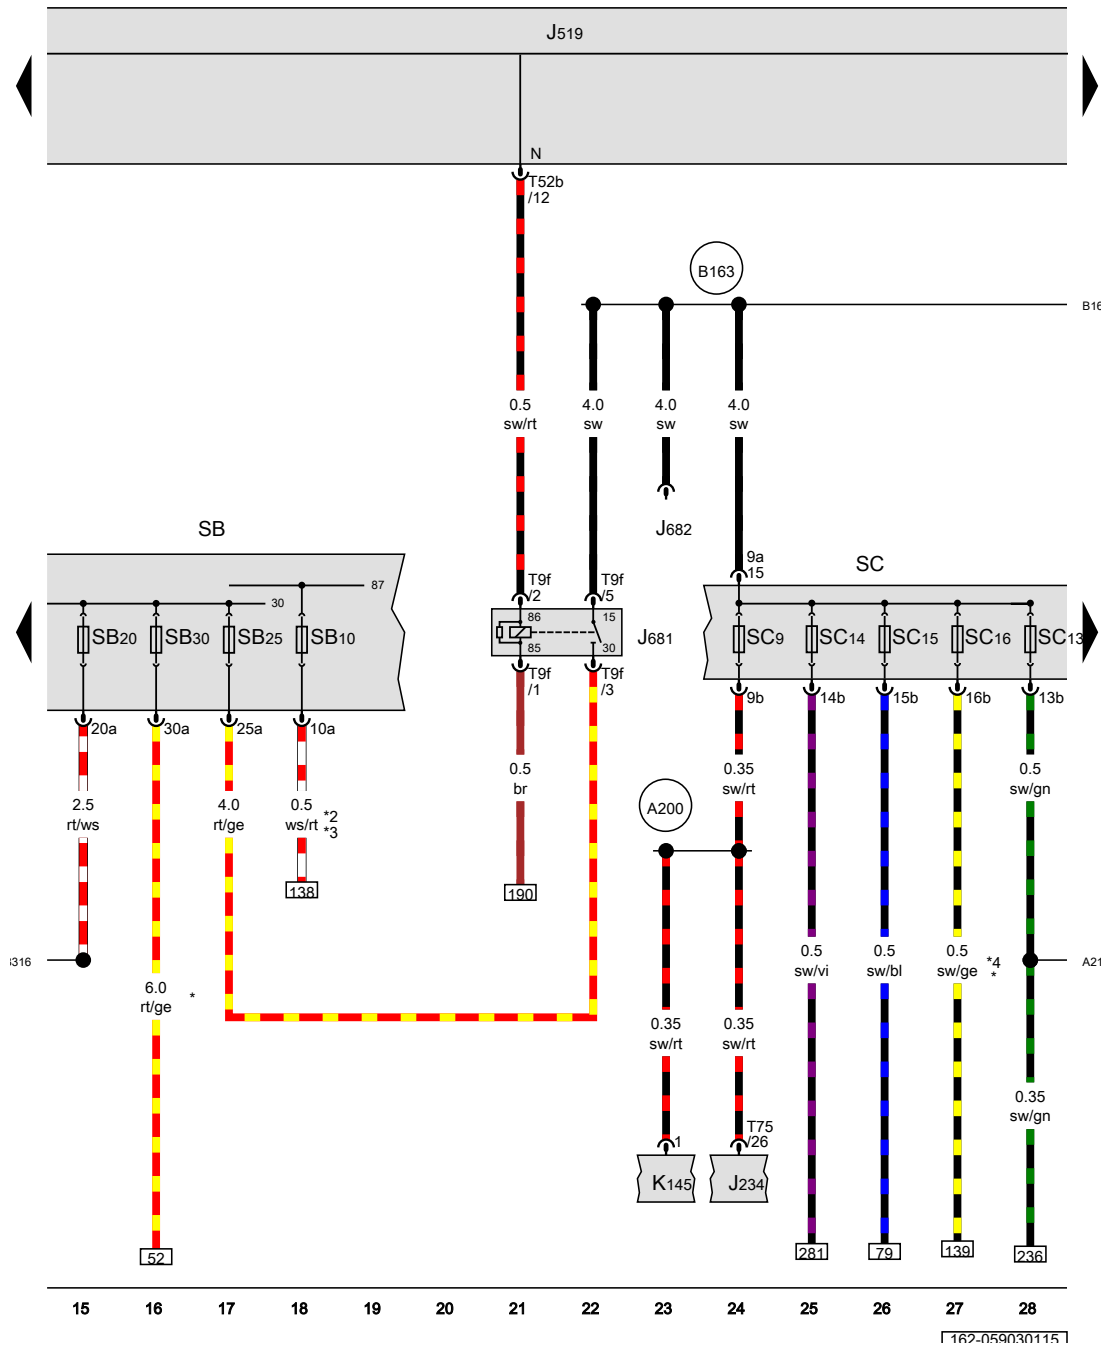 J519
N
T52b
/12
B163
B16
0.5
sw/rt
4.0
sw
4.0
sw
4.0
sw
J682
SB
9a
15
SC
T9f
/2
T9f
/5
87
30
86
15
85
30
J681
SB20
SB30
SB25
SB10
SC9
SC14
SC15
SC16
SC13
T9f
/1
T9f
/3
9b
14b
15b
16b
13b
20a
30a
25a
10a
0.5
br
0.35
sw/rt
0.5
sw/gn
2.5
rt/ws
4.0
rt/ge
0.5
ws/rt
*2
*3
A200
138
190
316
0.5
sw/vi
0.5
sw/bl
0.5
sw/ge
*4
*
A21
6.0
rt/ge
*
0.35
sw/rt
0.35
sw/rt
0.35
sw/gn
1
T75
/26
K145
J234
52
281
79
139
236
15 16 17 18 19 20 21 22 23 24 25 26 27 28
162-059030115